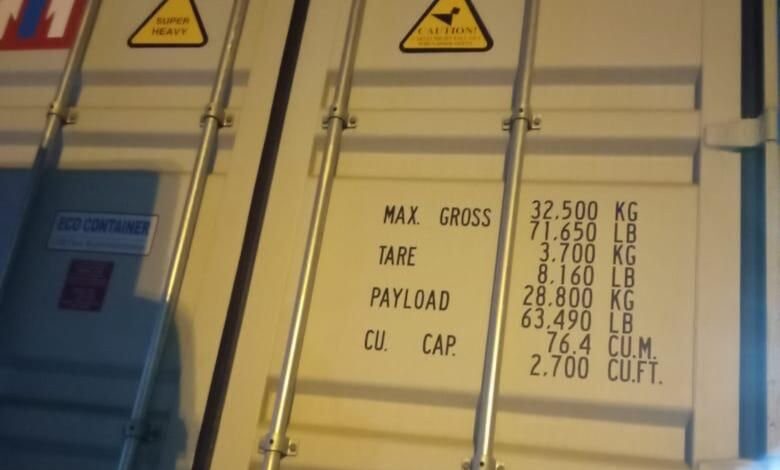 SUPER
HEAVY
CAUTION!
ECO CONTAINER
MAX. GROSS 32,500 KG
71,650 LB
TARE 3,700 KG
8,160 LB
PAYLOAD 28,800 KG
63,490 LB
CU. CAP. 76.4 CU.M.
2,700 CU.FT.